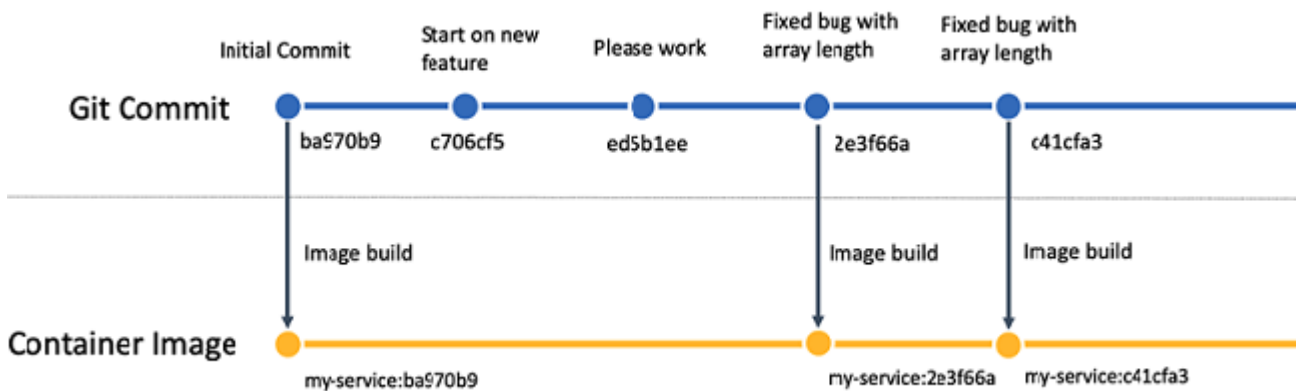 Initial Commit
Start on new
feature
Please work
Fixed bug with
array length
Fixed bug with
array length
Git Commit
ba970b9
c706cf5
ed5b1ee
2e3f66a
c41cfa3
Image build
Image build
Image build
Container Image
my-service:ba970b9
my-service:2e3f66a
my-service:c41cfa3